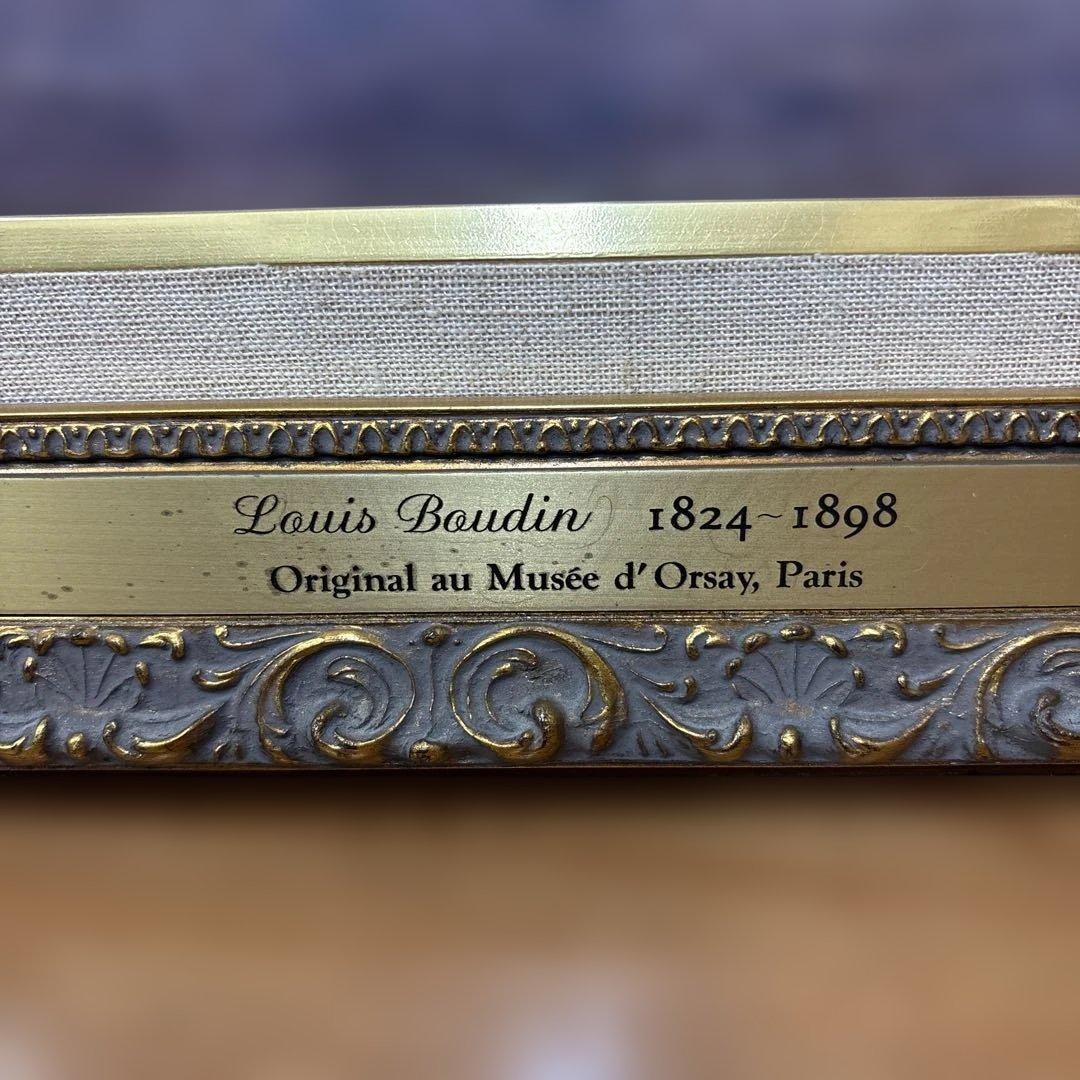 Louis Boudin 1824~1898
Original au Musée d'Orsay, Paris